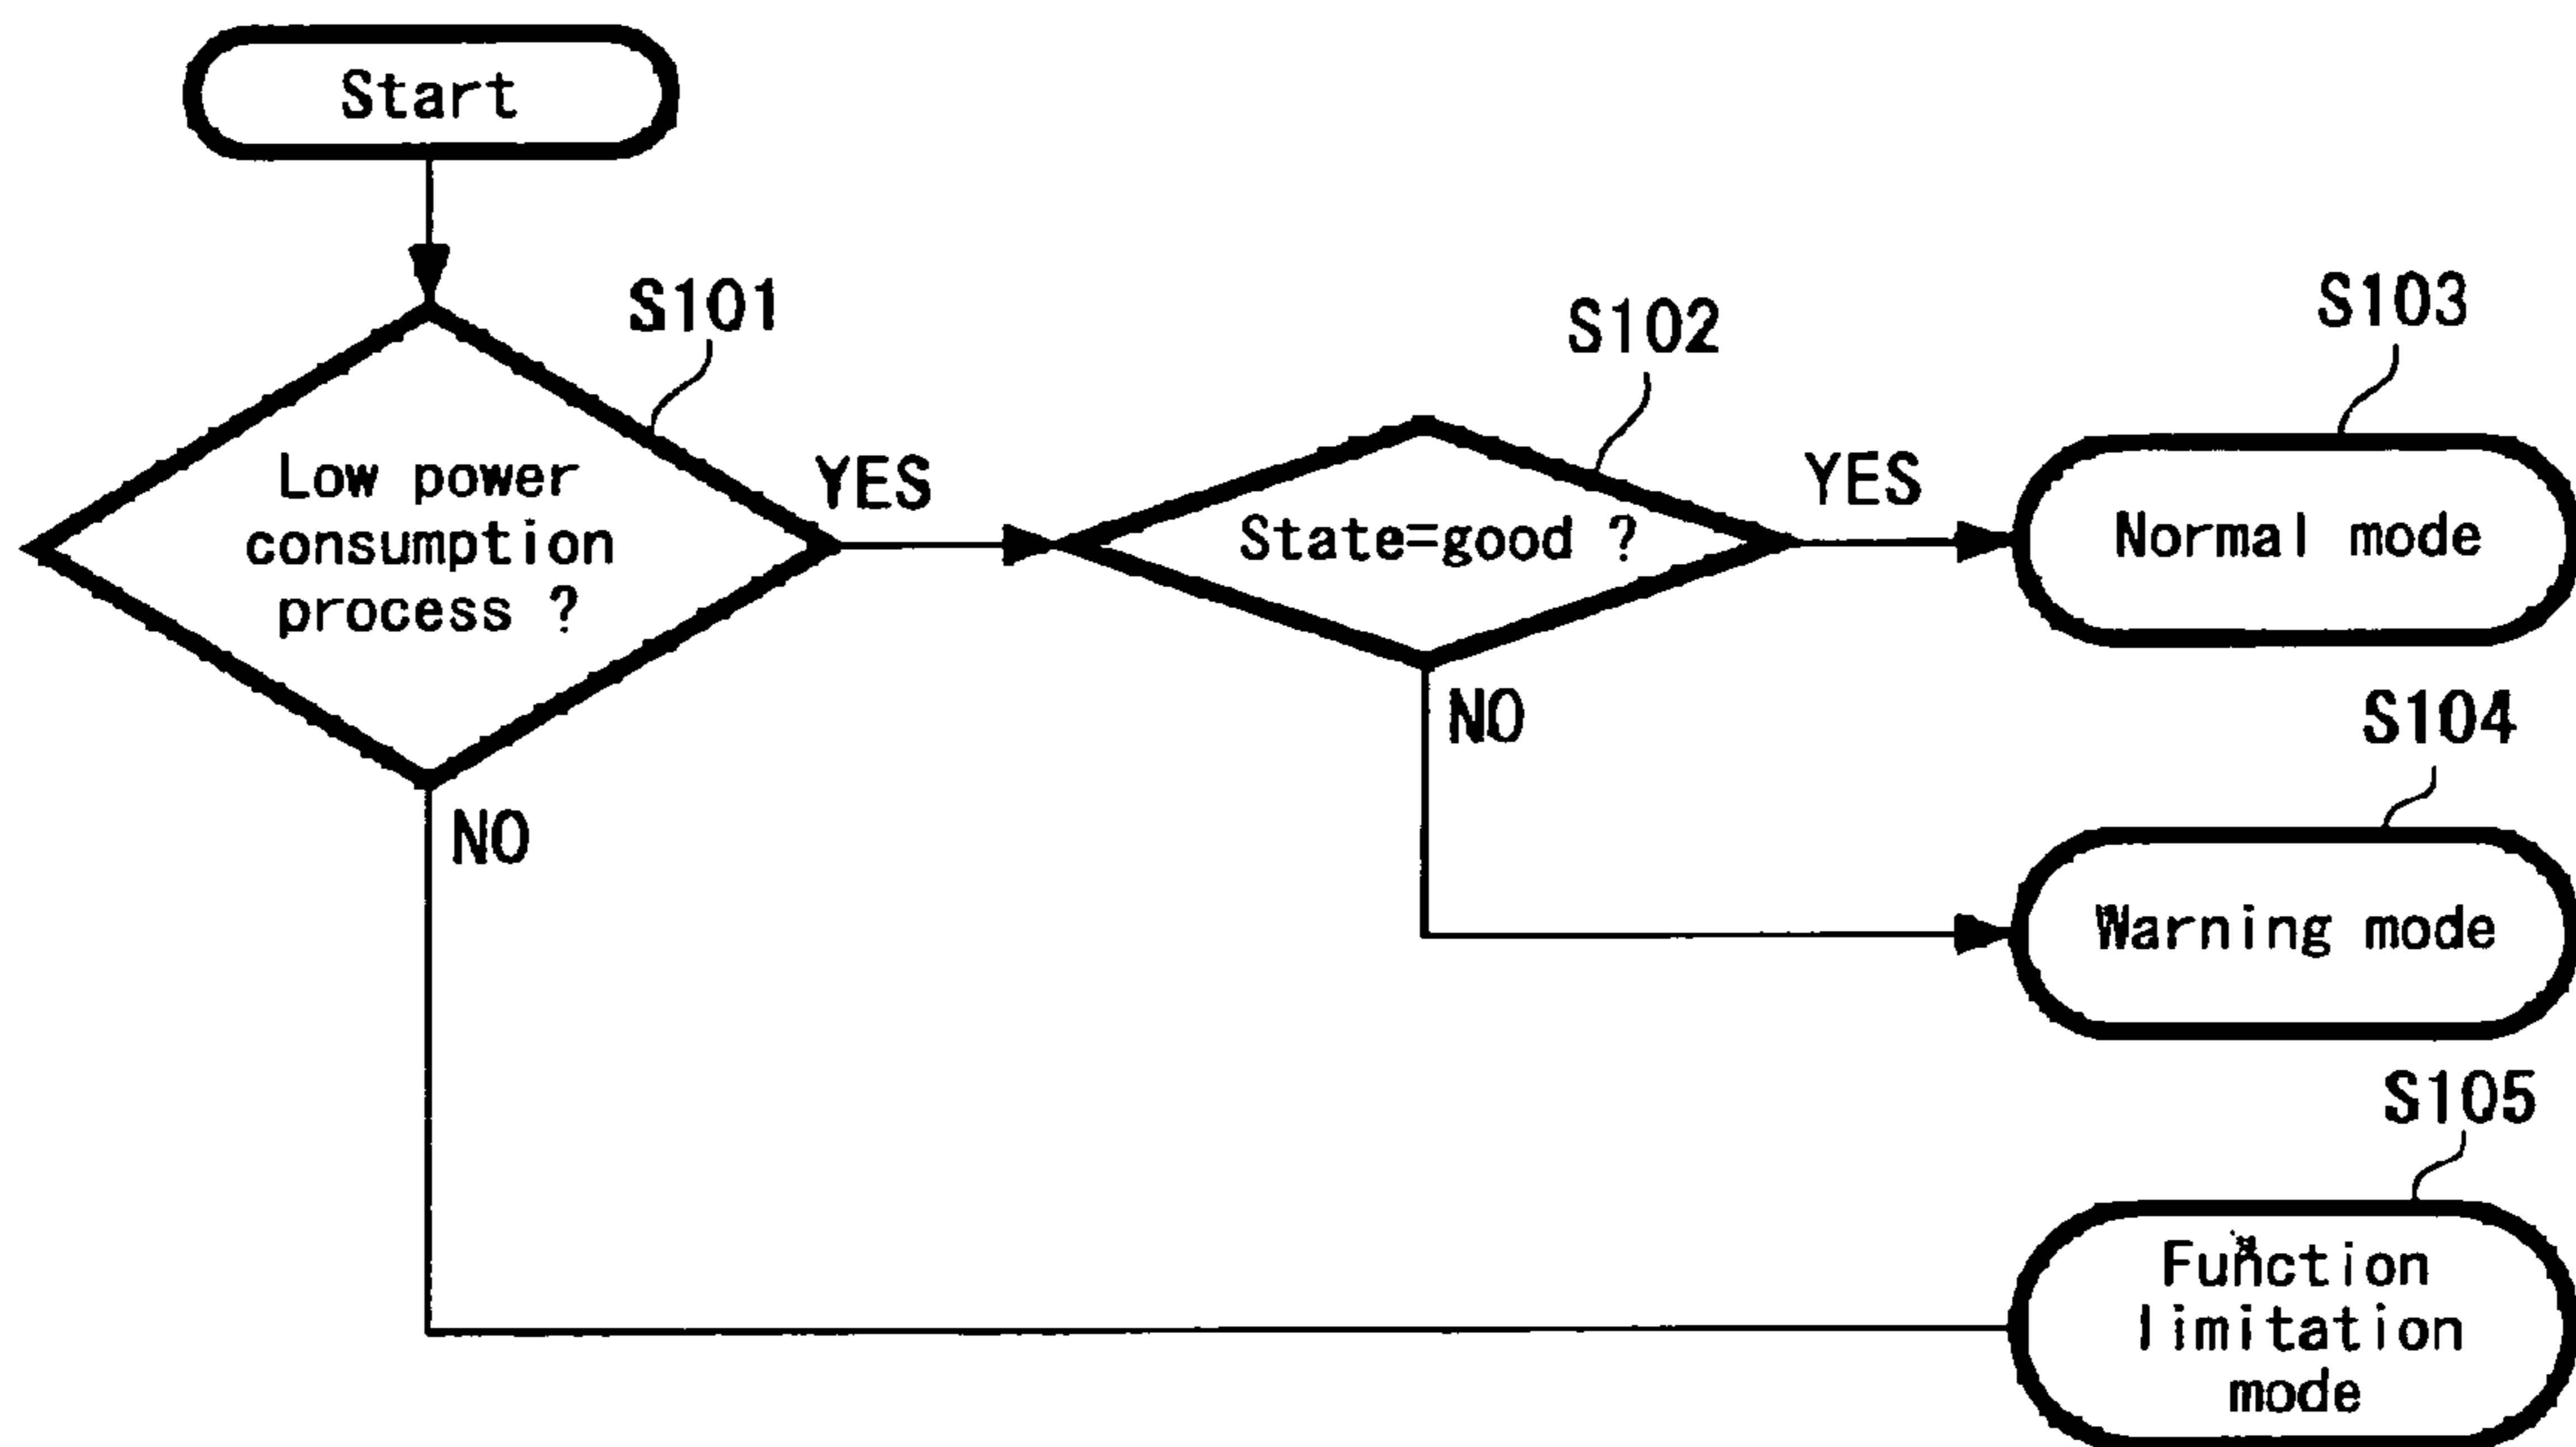 Start
S101
Low power
consumption
process ?
YES
NO
S102
State=good ?
YES
NO
S103
Normal mode
S104
Warning mode
S105
Function
limitation
mode